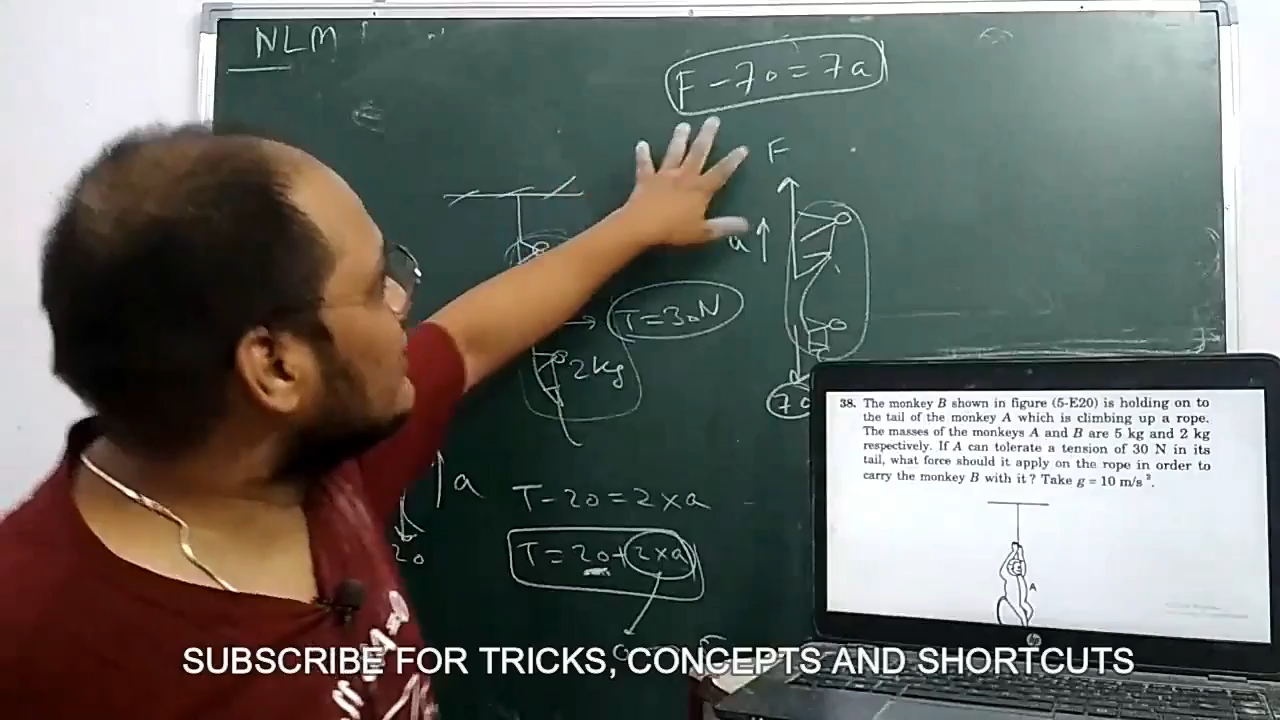 NLM
F - 70 = 7a
F
a
T = 30N
2kg
70
a
20
T - 20 = 2 × a
T = 20 + 2 × a
38. The monkey B shown in figure (5-E20) is holding on to
the tail of the monkey A which is climbing up a rope.
The masses of the monkeys A and B are 5 kg and 2 kg
respectively. If A can tolerate a tension of 30 N in its
tail, what force should it apply on the rope in order to
carry the monkey B with it ? Take g = 10 m/s².
A
hp
SUBSCRIBE FOR TRICKS, CONCEPTS AND SHORTCUTS